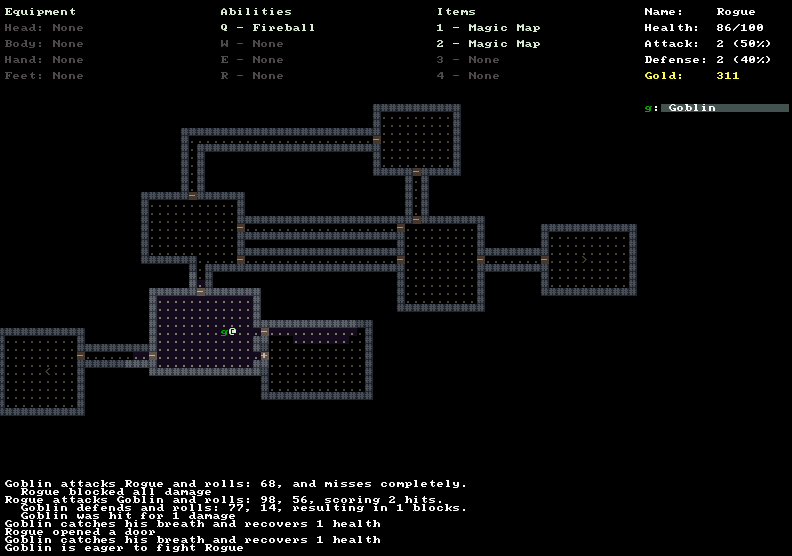 Equipment Abilities Items Name: Rogue
Head: None Q - Fireball 1 - Magic Map Health: 86/100
Body: None W - None 2 - Magic Map Attack: 2 (50%)
Hand: None E - None 3 - None Defense: 2 (40%)
Feet: None R - None 4 - None Gold: 311
g: Goblin
>
g
<
Goblin attacks Rogue and rolls: 68, and misses completely.
Rogue blocked all damage
Rogue attacks Goblin and rolls: 98, 56, scoring 2 hits.
Goblin defends and rolls: 77, 14, resulting in 1 blocks.
Goblin was hit for 1 damage
Goblin catches his breath and recovers 1 health
Rogue opened a door
Goblin catches his breath and recovers 1 health
Goblin is eager to fight Rogue